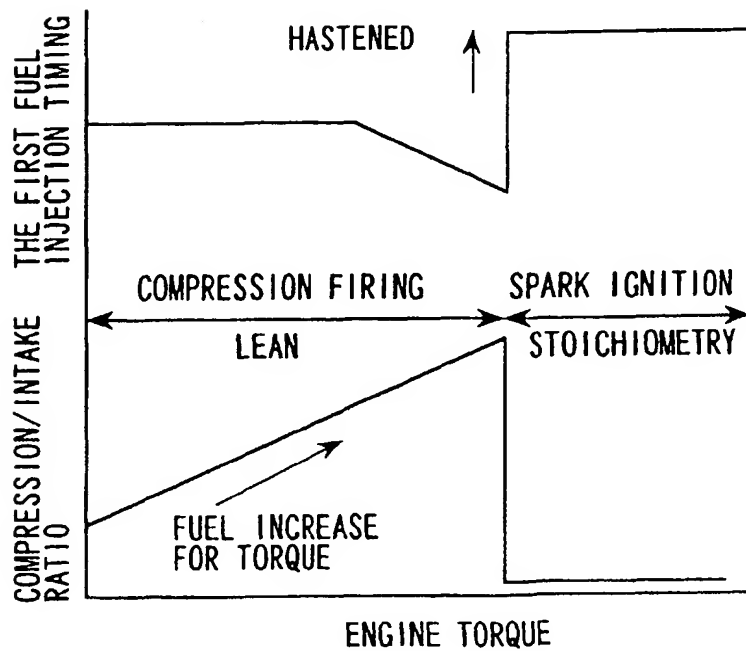 THE FIRST FUEL
INJECTION TIMING
HASTENED
COMPRESSION FIRING
LEAN
SPARK IGNITION
STOICHIOMETRY
COMPRESSION/INTAKE
RATIO
FUEL INCREASE
FOR TORQUE
ENGINE TORQUE